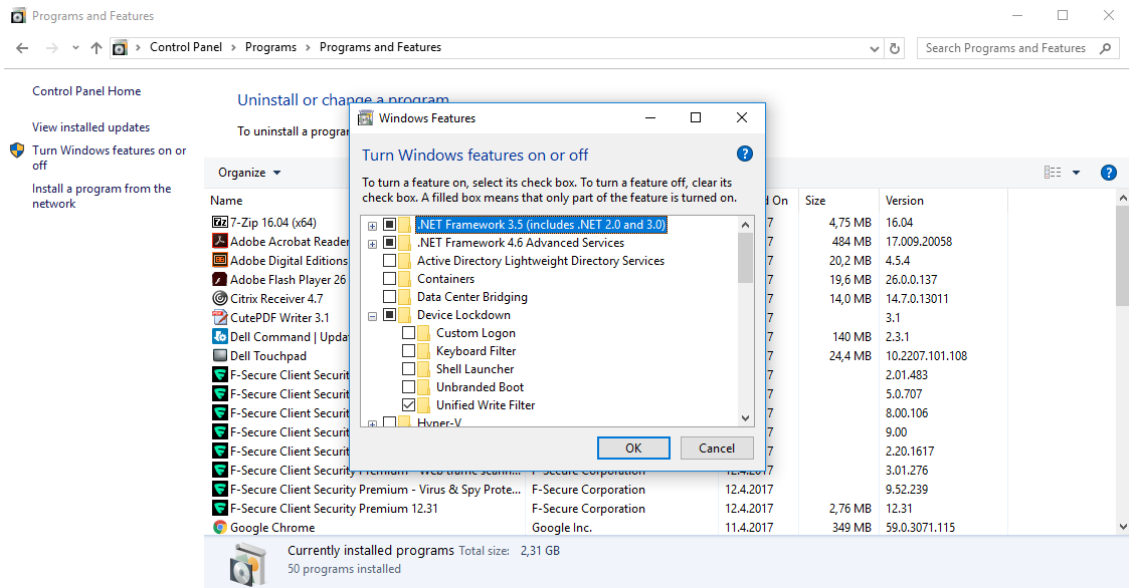 Programs and Features
Control Panel > Programs > Programs and Features
Search Programs and Features
Control Panel Home
View installed updates
Turn Windows features on or
off
Install a program from the
network
Uninstall or change a program
To uninstall a program
Organize
Name On Size Version
7-Zip 16.04 (x64) 7 4,75 MB 16.04
Adobe Acrobat Reader 7 484 MB 17.009.20058
Adobe Digital Editions 7 20,2 MB 4.5.4
Adobe Flash Player 26 7 19,6 MB 26.0.0.137
Citrix Receiver 4.7 7 14,0 MB 14.7.0.13011
CutePDF Writer 3.1 7 3.1
Dell Command | Upda 7 140 MB 2.3.1
Dell Touchpad 7 24,4 MB 10.2207.101.108
F-Secure Client Securit 7 2.01.483
F-Secure Client Securit 7 5.0.707
F-Secure Client Securit 7 8.00.106
F-Secure Client Securit 7 9.00
F-Secure Client Securit 7 2.20.1617
F-Secure Client Security Premium - Web traffic scann... F-Secure Corporation 12.4.2017 3.01.276
F-Secure Client Security Premium - Virus & Spy Prote... F-Secure Corporation 12.4.2017 9.52.239
F-Secure Client Security Premium 12.31 F-Secure Corporation 12.4.2017 2,76 MB 12.31
Google Chrome Google Inc. 11.4.2017 349 MB 59.0.3071.115
Currently installed programs Total size: 2,31 GB
50 programs installed
Windows Features
Turn Windows features on or off
To turn a feature on, select its check box. To turn a feature off, clear its
check box. A filled box means that only part of the feature is turned on.
.NET Framework 3.5 (includes .NET 2.0 and 3.0)
.NET Framework 4.6 Advanced Services
Active Directory Lightweight Directory Services
Containers
Data Center Bridging
Device Lockdown
Custom Logon
Keyboard Filter
Shell Launcher
Unbranded Boot
Unified Write Filter
Hyper-V
OK Cancel